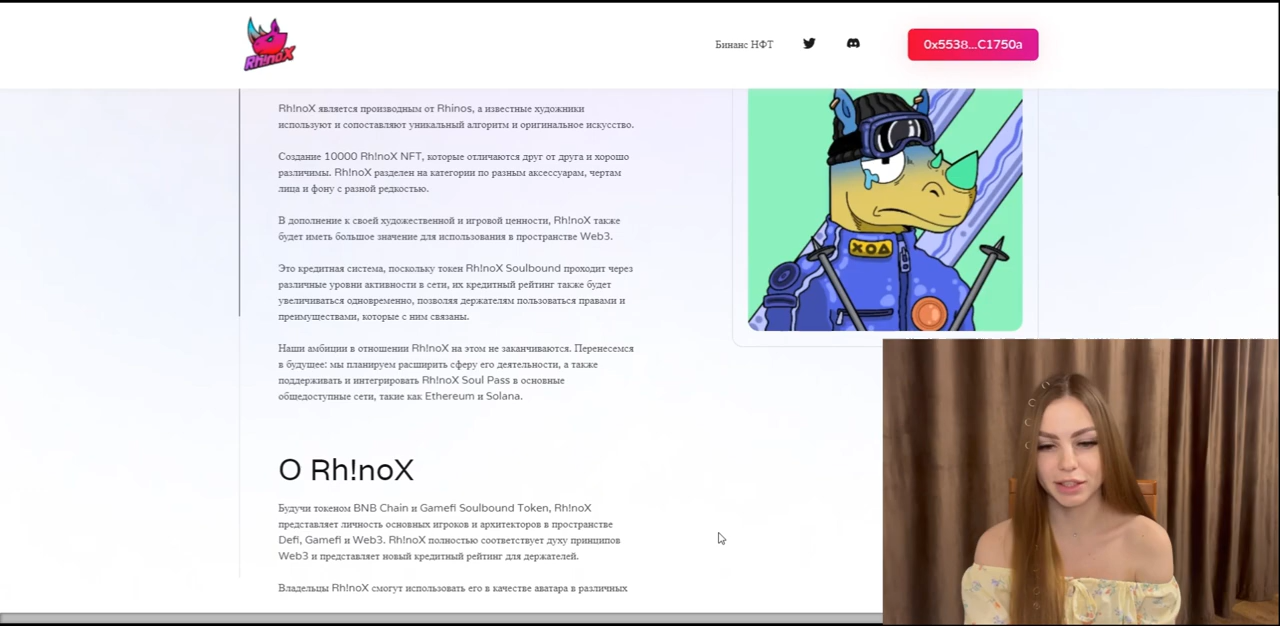 Rh!noX
Бинанс НФТ
0x5538...C1750a
Rh!noX является производным от Rhinos, а известные художники
используют и сопоставляют уникальный алгоритм и оригинальное искусство.
Создание 10000 Rh!noX NFT, которые отличаются друг от друга и хорошо
различимы. Rh!noX разделен на категории по разным аксессуарам, чертам
лица и фону с разной редкостью.
В дополнение к своей художественной и игровой ценности, Rh!noX также
будет иметь большое значение для использования в пространстве Web3.
Это кредитная система, поскольку токен Rh!noX Soulbound проходит через
различные уровни активности в сети, их кредитный рейтинг также будет
увеличиваться одновременно, позволяя держателям пользоваться правами и
преимуществами, которые с ним связаны.
Наши амбиции в отношении Rh!noX на этом не заканчиваются. Перенесемся
в будущее: мы планируем расширить сферу его деятельности, а также
поддерживать и интегрировать Rh!noX Soul Pass в основные
общедоступные сети, такие как Ethereum и Solana.
XOΔ
О Rh!noX
Будучи токеном BNB Chain и Gamefi Soulbound Token, Rh!noX
представляет личность основных игроков и архитекторов в пространстве
Defi, Gamefi и Web3. Rh!noX полностью соответствует духу принципов
Web3 и представляет новый кредитный рейтинг для держателей.
Владельцы Rh!noX смогут использовать его в качестве аватара в различных